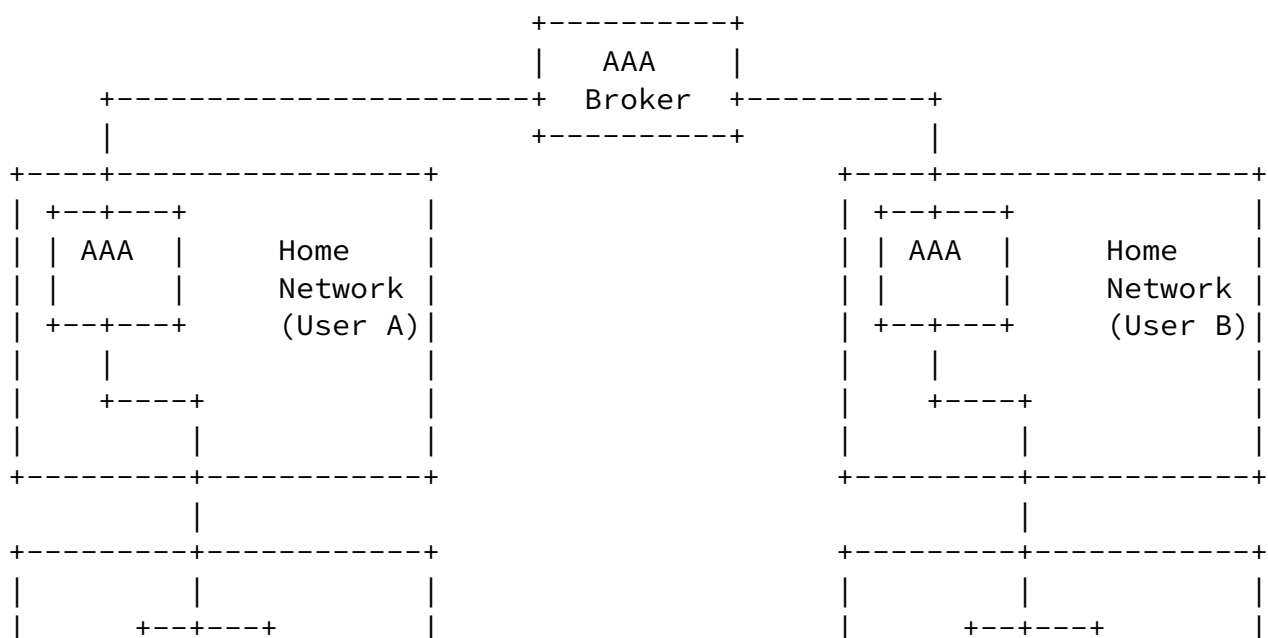 AAA
Broker
AAA Home AAA Home
Network Network
(User A) (User B)